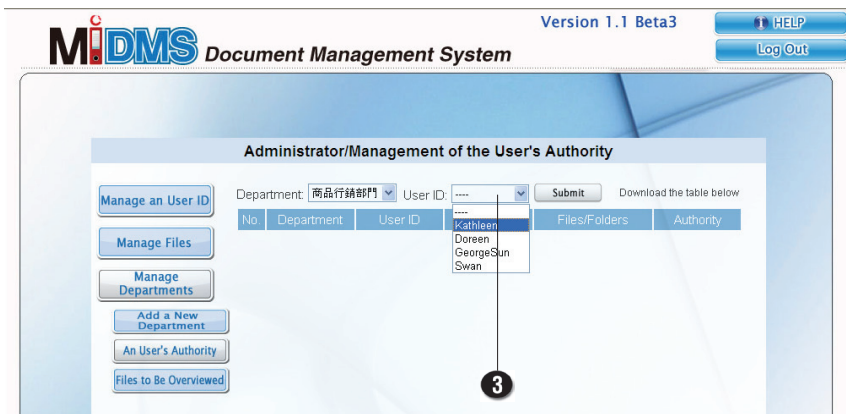 Version 1.1 Beta3
HELP
MiDMS Document Management System
Log Out
Administrator/Management of the User's Authority
Department: 商品行銷部門 User ID: ---- Submit Download the table below
No. Department User ID Files/Folders Authority
----
Kathleen
Doreen
GeorgeSun
Swan
Manage an User ID
Manage Files
Manage
Departments
Add a New
Department
An User's Authority
Files to Be Overviewed
3